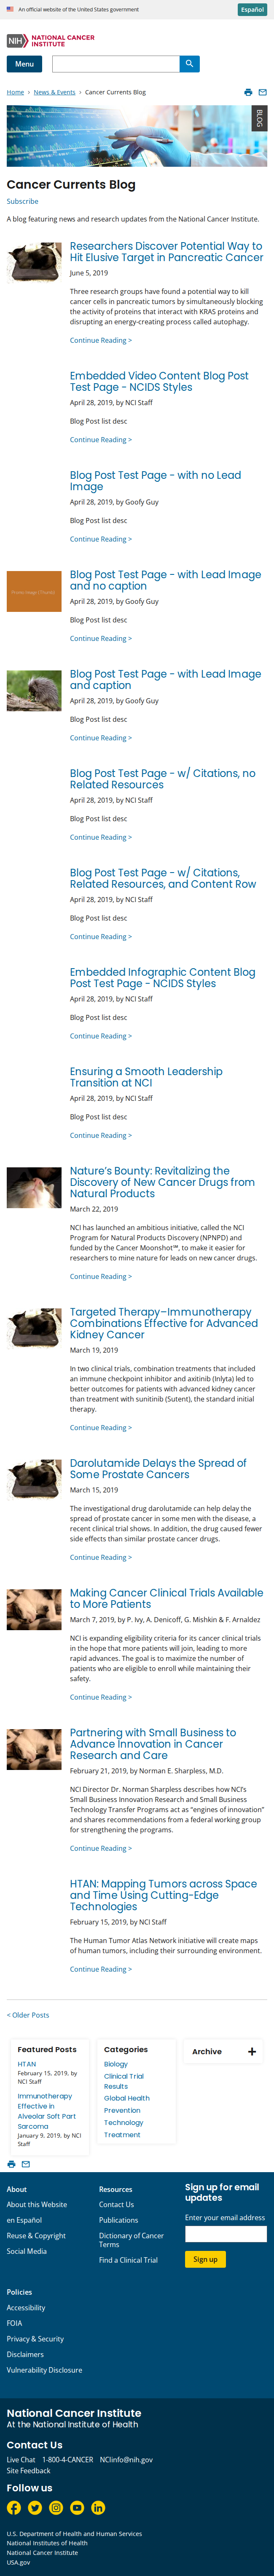 An official website of the United States government
Español
NIH NATIONAL CANCER INSTITUTE
Menu
Home > News & Events > Cancer Currents Blog
BLOG
Cancer Currents Blog
Subscribe
A blog featuring news and research updates from the National Cancer Institute.
Researchers Discover Potential Way to
Hit Elusive Target in Pancreatic Cancer
June 5, 2019
Three research groups have found a potential way to kill
cancer cells in pancreatic tumors by simultaneously blocking
the activity of proteins that interact with KRAS proteins and
disrupting an energy-creating process called autophagy.
Continue Reading >
Embedded Video Content Blog Post
Test Page - NCIDS Styles
April 28, 2019, by NCI Staff
Blog Post list desc
Continue Reading >
Blog Post Test Page - with no Lead
Image
April 28, 2019, by Goofy Guy
Blog Post list desc
Continue Reading >
Blog Post Test Page - with Lead Image
and no caption
April 28, 2019, by Goofy Guy
Blog Post list desc
Continue Reading >
Blog Post Test Page - with Lead Image
and caption
April 28, 2019, by Goofy Guy
Blog Post list desc
Continue Reading >
Blog Post Test Page - w/ Citations, no
Related Resources
April 28, 2019, by NCI Staff
Blog Post list desc
Continue Reading >
Blog Post Test Page - w/ Citations,
Related Resources, and Content Row
April 28, 2019, by NCI Staff
Blog Post list desc
Continue Reading >
Embedded Infographic Content Blog
Post Test Page - NCIDS Styles
April 28, 2019, by NCI Staff
Blog Post list desc
Continue Reading >
Ensuring a Smooth Leadership
Transition at NCI
April 28, 2019, by NCI Staff
Blog Post list desc
Continue Reading >
Nature's Bounty: Revitalizing the
Discovery of New Cancer Drugs from
Natural Products
March 22, 2019
NCI has launched an ambitious initiative, called the NCI
Program for Natural Products Discovery (NPNPD) and
funded by the Cancer Moonshot℠, to make it easier for
researchers to mine nature for leads on new cancer drugs.
Continue Reading >
Targeted Therapy–Immunotherapy
Combinations Effective for Advanced
Kidney Cancer
March 19, 2019
In two clinical trials, combination treatments that included
an immune checkpoint inhibitor and axitinib (Inlyta) led to
better outcomes for patients with advanced kidney cancer
than treatment with sunitinib (Sutent), the standard initial
therapy.
Continue Reading >
Darolutamide Delays the Spread of
Some Prostate Cancers
March 15, 2019
The investigational drug darolutamide can help delay the
spread of prostate cancer in some men with the disease, a
recent clinical trial shows. In addition, the drug caused fewer
side effects than similar prostate cancer drugs.
Continue Reading >
Making Cancer Clinical Trials Available
to More Patients
March 7, 2019, by P. Ivy, A. Denicoff, G. Mishkin & F. Arnaldez
NCI is expanding eligibility criteria for its cancer clinical trials
in the hope that more patients will join, leading to more
rapid advances. The goal is to maximize the number of
patients who are eligible to enroll while maintaining their
safety.
Continue Reading >
Partnering with Small Business to
Advance Innovation in Cancer
Research and Care
February 21, 2019, by Norman E. Sharpless, M.D.
NCI Director Dr. Norman Sharpless describes how NCI's
Small Business Innovation Research and Small Business
Technology Transfer Programs act as "engines of innovation"
and shares recommendations from a federal working group
for strengthening the programs.
Continue Reading >
HTAN: Mapping Tumors across Space
and Time Using Cutting-Edge
Technologies
February 15, 2019, by NCI Staff
The Human Tumor Atlas Network initiative will create maps
of human tumors, including their surrounding environment.
Continue Reading >
< Older Posts
Featured Posts
HTAN
February 15, 2019, by
NCI Staff
Immunotherapy
Effective in
Alveolar Soft Part
Sarcoma
January 9, 2019, by NCI
Staff
Categories
Biology
Clinical Trial
Results
Global Health
Prevention
Technology
Treatment
Archive
About
About this Website
en Español
Reuse & Copyright
Social Media
Resources
Contact Us
Publications
Dictionary of Cancer
Terms
Find a Clinical Trial
Sign up for email
updates
Enter your email address
Sign up
Policies
Accessibility
FOIA
Privacy & Security
Disclaimers
Vulnerability Disclosure
National Cancer Institute
At the National Institutes of Health
Contact Us
Live Chat 1-800-4-CANCER NCIinfo@nih.gov
Site Feedback
Follow us
U.S. Department of Health and Human Services
National Institutes of Health
National Cancer Institute
USA.gov